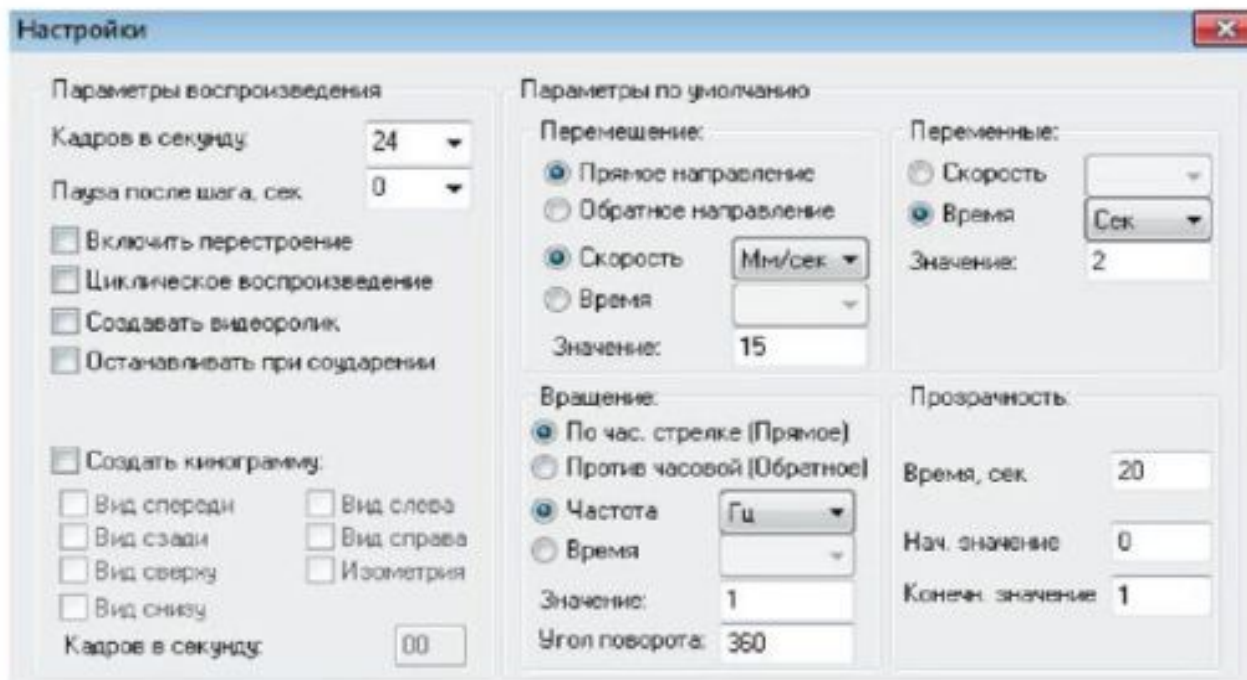 Настройки
Параметры воспроизведения
Кадров в секунду: 24
Пауза после шага, сек 0
Включить перестроение
Циклическое воспроизведение
Создавать видеоролик
Останавливать при соударении
Создать кинограмму:
Вид спереди Вид слева
Вид сзади Вид справа
Вид сверху Изометрия
Вид снизу
Кадров в секунду: 00
Параметры по умолчанию
Перемещение:
Прямое направление
Обратное направление
Скорость Мм/сек
Время
Значение: 15
Переменные:
Скорость
Время Сек
Значение: 2
Вращение:
По час. стрелке (Прямое)
Против часовой (Обратное)
Частота Гц
Время
Значение: 1
Угол поворота: 360
Прозрачность:
Время, сек 20
Нач. значение 0
Конечн. значение 1